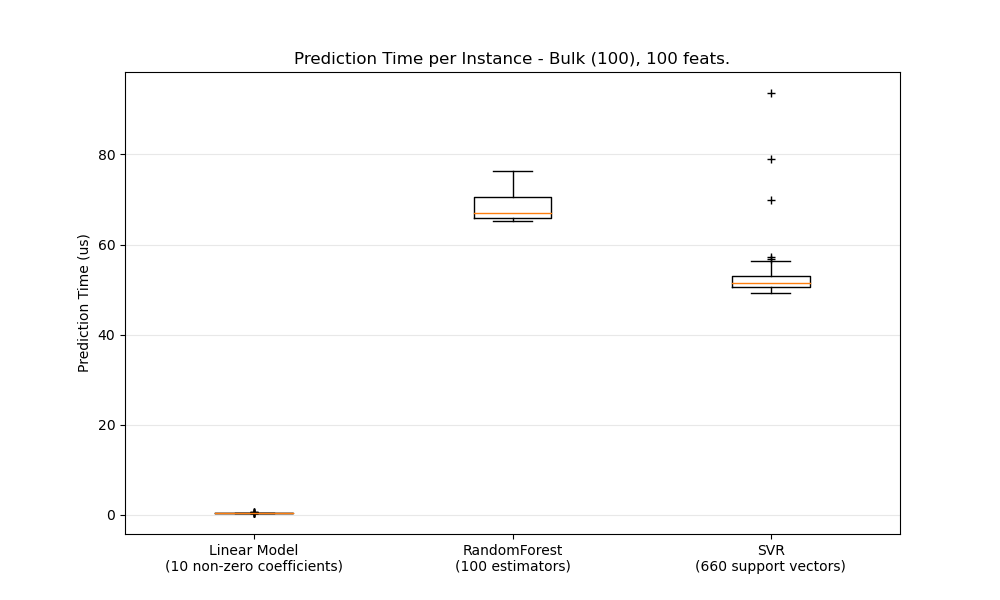 Prediction Time per Instance - Bulk (100), 100 feats.
Prediction Time (us)
80
60
40
20
0
Linear Model
(10 non-zero coefficients)
RandomForest
(100 estimators)
SVR
(660 support vectors)